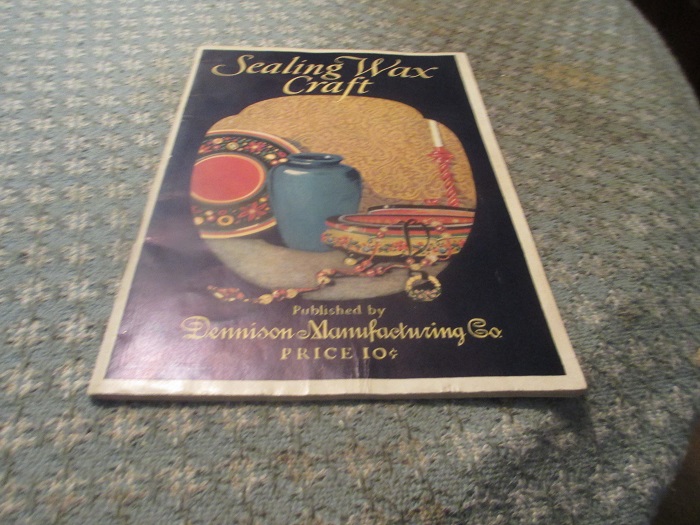 Sealing Wax
Craft
Published by
Dennison Manufacturing Co.
PRICE 10¢